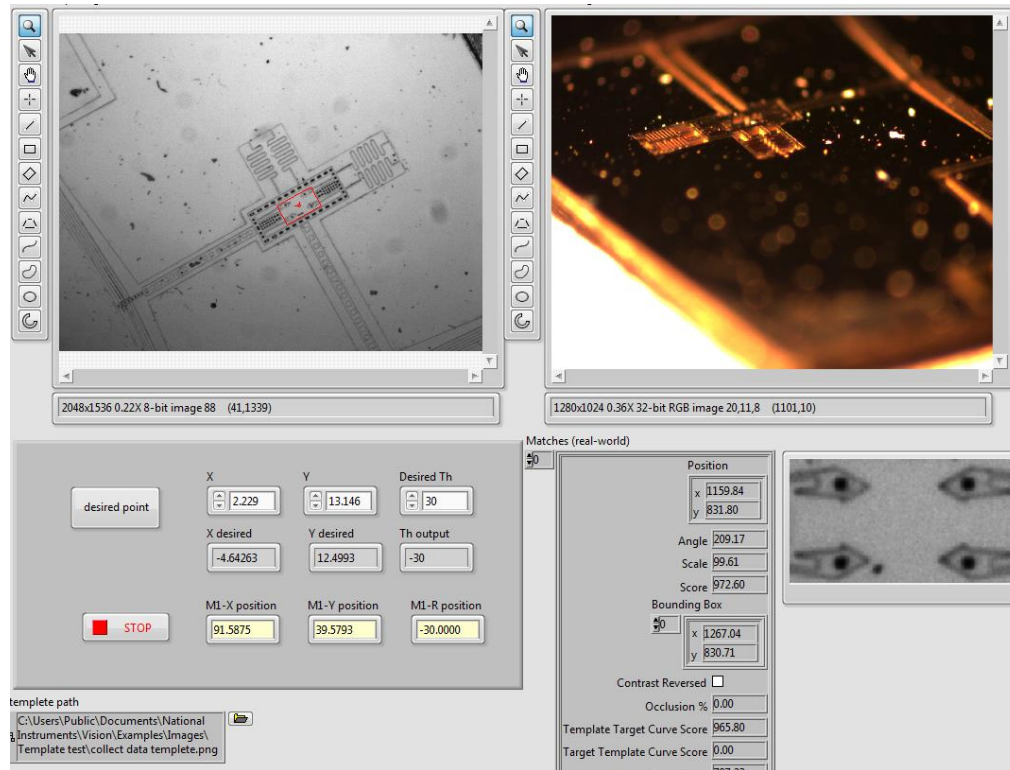 2048x1536 0.22X 8-bit image 88 (41,1339)
1280x1024 0.36X 32-bit RGB image 20,11,8 (1101,10)
desired point
X
Y
Desired Th
2.229
13.146
30
X desired
Y desired
Th output
-4.64263
12.4993
-30
STOP
M1-X position
M1-Y position
M1-R position
91.5875
39.5793
-30.0000
templete path
C:\Users\Public\Documents\National
Instruments\Vision\Examples\Images\
Template test\collect data templete.png
Matches (real-world)
0
Position
x 1159.84
y 831.80
Angle 209.17
Scale 99.61
Score 972.60
Bounding Box
0
x 1267.04
y 830.71
Contrast Reversed
Occlusion % 0.00
Template Target Curve Score 965.80
Target Template Curve Score 0.00